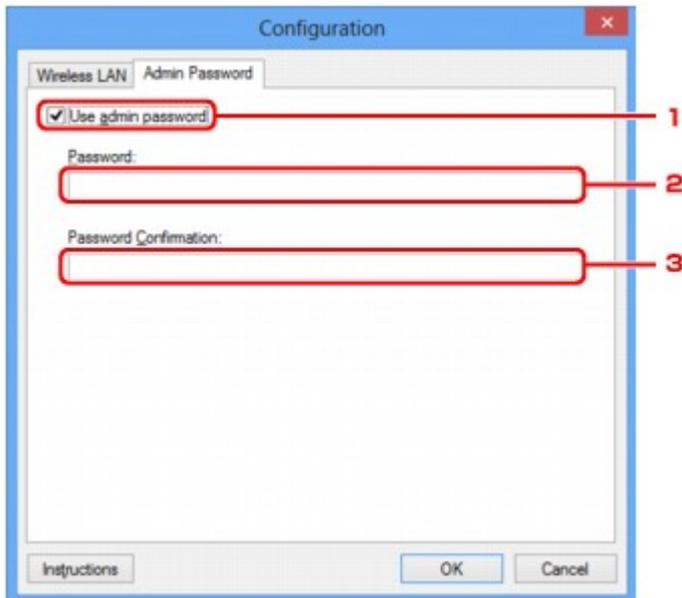 Configuration
Wireless LAN
Admin Password
Use admin password
1
Password:
2
Password Confirmation:
3
Instructions
OK
Cancel